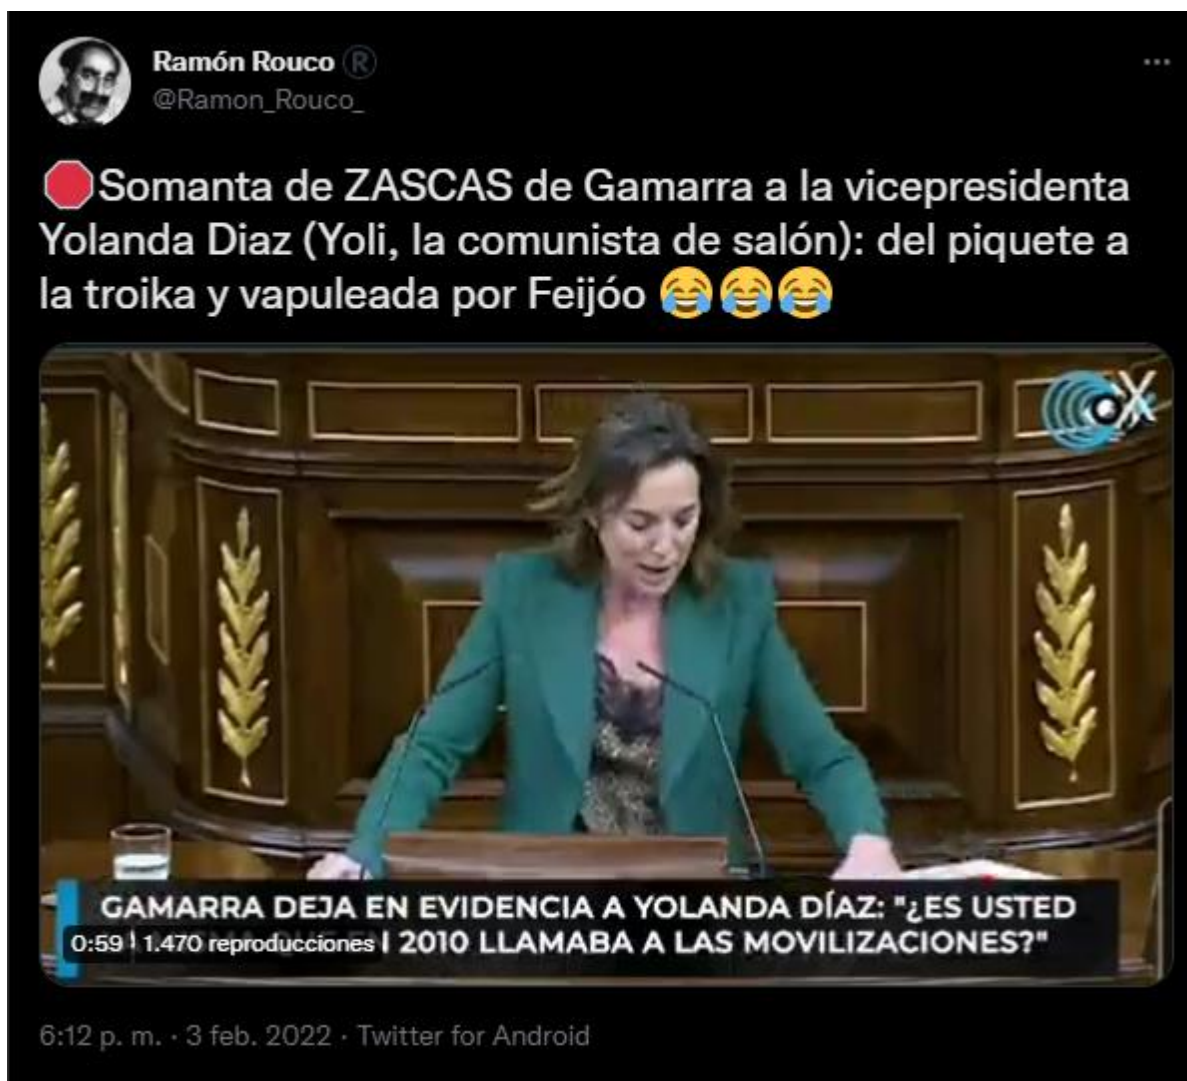 Ramón Rouco ®
@Ramon_Rouco_
🛑Somanta de ZASCAS de Gamarra a la vicepresidenta
Yolanda Diaz (Yoli, la comunista de salón): del piquete a
la troika y vapuleada por Feijóo 😂😂😂
GAMARRA DEJA EN EVIDENCIA A YOLANDA DÍAZ: "¿ES USTED
2010 LLAMABA A LAS MOVILIZACIONES?"
0:59 1.470 reproducciones
6:12 p. m. · 3 feb. 2022 · Twitter for Android